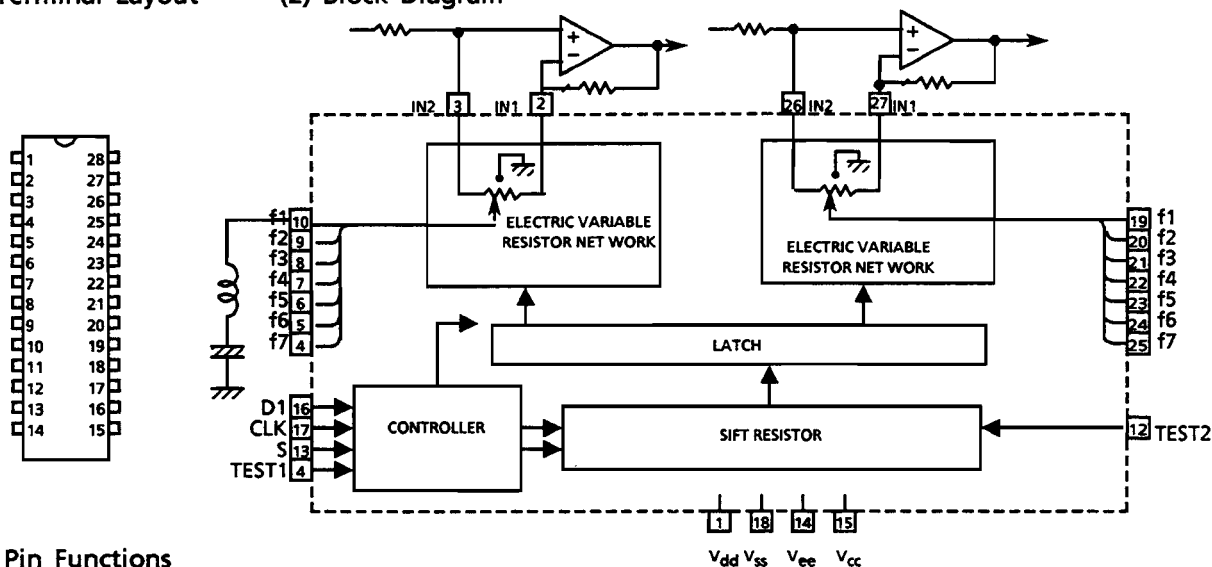 Terminal Layout (2) Block Diagram
+
−
+
−
IN2 3 IN1 2
26 IN2 27 IN1
1 28
2 27
3 26
4 25
5 24
6 23
7 22
8 21
9 20
10 19
11 18
12 17
13 16
14 15
ELECTRIC VARIABLE
RESISTOR NET WORK
ELECTRIC VARIABLE
RESISTOR NET WORK
f1 10
f2 9
f3 8
f4 7
f5 6
f6 5
f7 4
19 f1
20 f2
21 f3
22 f4
23 f5
24 f6
25 f7
LATCH
D1 16
CLK 17
S 13
TEST1 4
CONTROLLER
SIFT RESISTOR
12 TEST2
1 18 14 15
Vdd Vss Vee Vcc
Pin Functions